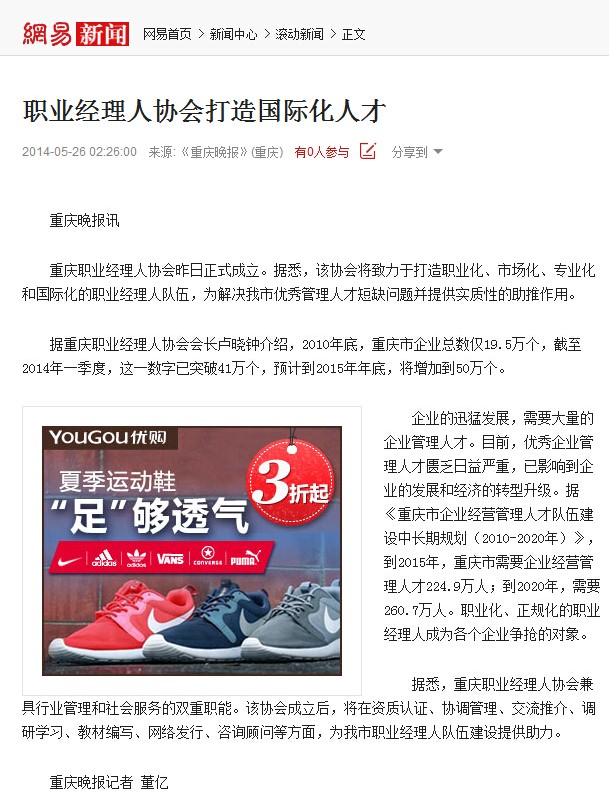 網易 新闻 网易首页 > 新闻中心 > 滚动新闻 > 正文
职业经理人协会打造国际化人才
2014-05-26 02:26:00 来源:《重庆晚报》(重庆) 有0人参与 分享到
重庆晚报讯
重庆职业经理人协会昨日正式成立。据悉，该协会将致力于打造职业化、市场化、专业化
和国际化的职业经理人队伍，为解决我市优秀管理人才短缺问题并提供实质性的助推作用。
据重庆职业经理人协会会长卢晓钟介绍，2010年底，重庆市企业总数仅19.5万个，截至
2014年一季度，这一数字已突破41万个，预计到2015年年底，将增加到50万个。
YouGou优购
夏季运动鞋
“足”够透气
3折起
adidas adidas VANS CONVERSE PUMA
企业的迅猛发展，需要大量的
企业管理人才。目前，优秀企业管
理人才匮乏日益严重，已影响到企
业的发展和经济的转型升级。据
《重庆市企业经营管理人才队伍建
设中长期规划（2010-2020年）》，
到2015年，重庆市需要企业经营管
理人才224.9万人；到2020年，需要
260.7万人。职业化、正规化的职业
经理人成为各个企业争抢的对象。
据悉，重庆职业经理人协会兼
具行业管理和社会服务的双重职能。该协会成立后，将在资质认证、协调管理、交流推介、调
研学习、教材编写、网络发行、咨询顾问等方面，为我市职业经理人队伍建设提供助力。
重庆晚报记者 董亿